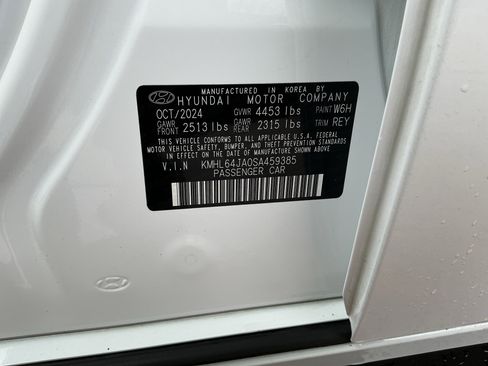 MANUFACTURED IN KOREA BY
HYUNDAI MOTOR COMPANY
OCT/2024 GVWR 4453 lbs PAINT W6H
GAWR FRONT 2513 lbs GAWR REAR 2315 lbs TRIM REY
THIS VEHICLE CONFORMS TO ALL APPLICABLE U.S.A. FEDERAL
MOTOR VEHICLE SAFETY, BUMPER, AND THEFT PREVENTION STANDARDS
IN EFFECT ON THE DATE OF MANUFACTURE SHOWN ABOVE.
V.I.N KMHL64JA0SA459385
PASSENGER CAR